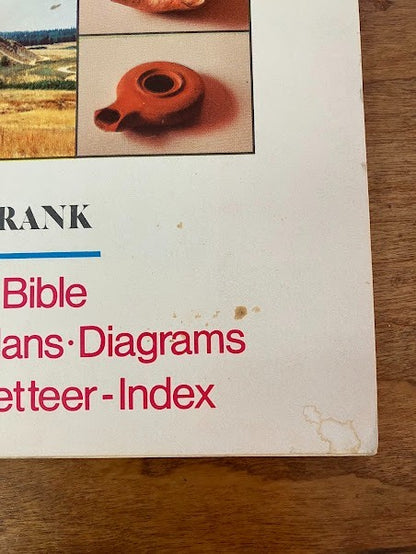 RANK
Bible
lans·Diagrams
etteer-Index